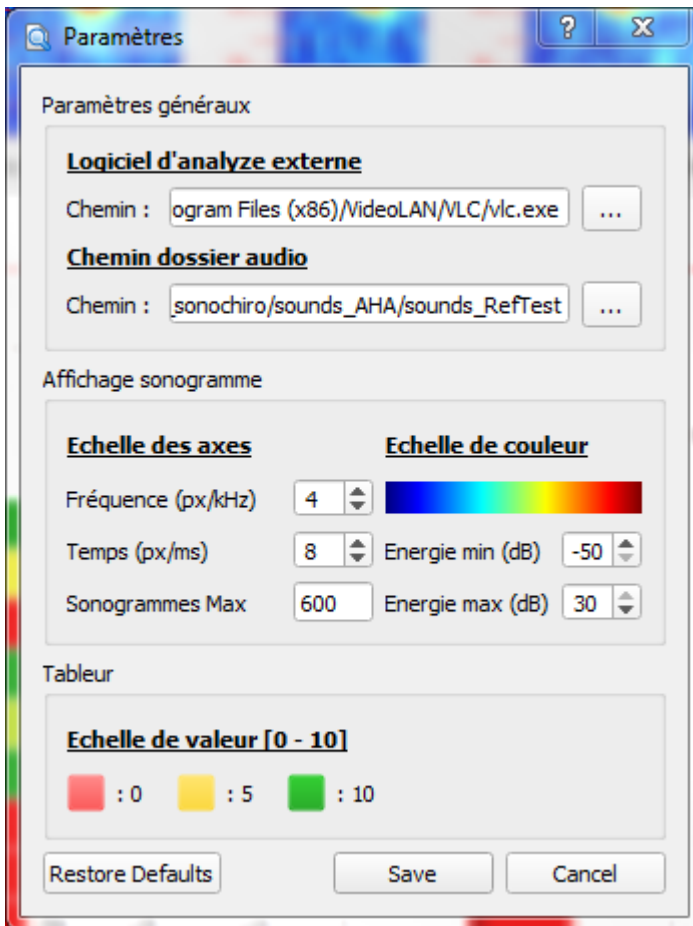 Paramètres
Paramètres généraux
Logiciel d'analyze externe
Chemin : ogram Files (x86)/VideoLAN/VLC/vlc.exe ...
Chemin dossier audio
Chemin : _sonochiro/sounds_AHA/sounds_RefTest ...
Affichage sonogramme
Echelle des axes Echelle de couleur
Fréquence (px/kHz) 4
Temps (px/ms) 8 Energie min (dB) -50
Sonogrammes Max 600 Energie max (dB) 30
Tableur
Echelle de valeur [0 - 10]
: 0 : 5 : 10
Restore Defaults Save Cancel